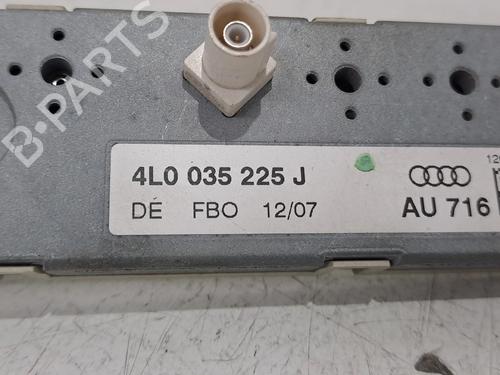 B-PARTS
4L0 035 225 J
DE FBO 12/07
AU 716